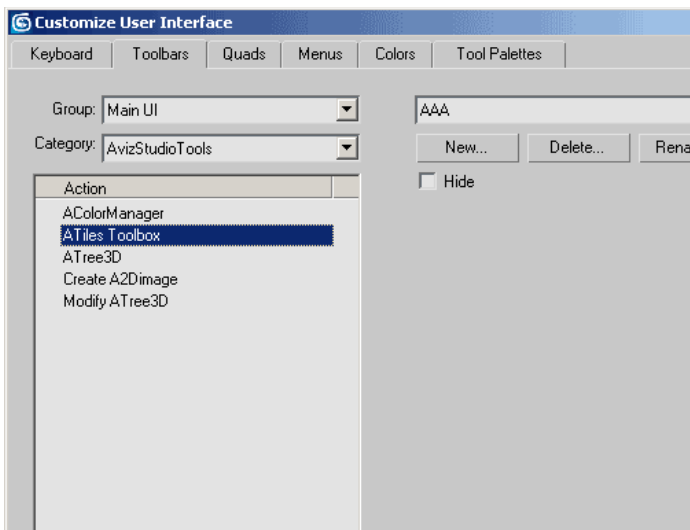 Customize User Interface
Keyboard Toolbars Quads Menus Colors Tool Palettes
Group: Main UI
AAA
Category: AvizStudioTools
New... Delete... Rena
Hide
Action
AColorManager
ATiles Toolbox
ATree3D
Create A2Dimage
Modify ATree3D